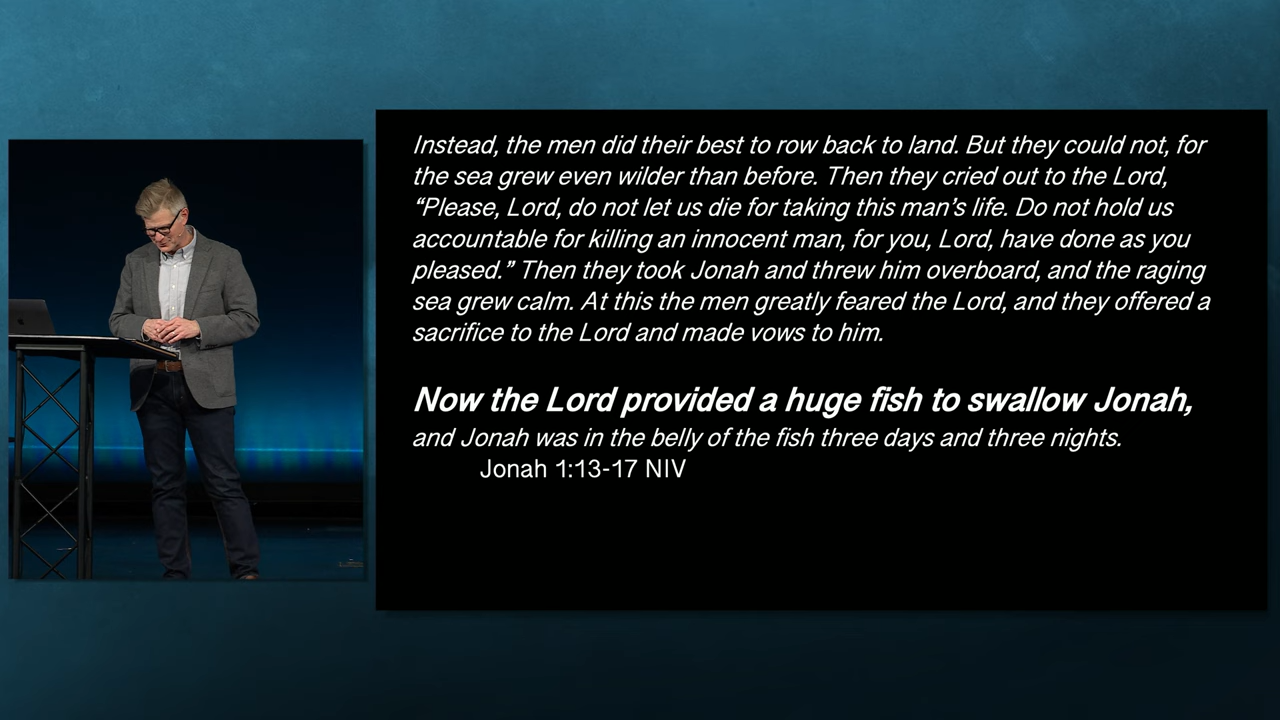 Instead, the men did their best to row back to land. But they could not, for
the sea grew even wilder than before. Then they cried out to the Lord,
“Please, Lord, do not let us die for taking this man’s life. Do not hold us
accountable for killing an innocent man, for you, Lord, have done as you
pleased.” Then they took Jonah and threw him overboard, and the raging
sea grew calm. At this the men greatly feared the Lord, and they offered a
sacrifice to the Lord and made vows to him.
Now the Lord provided a huge fish to swallow Jonah,
and Jonah was in the belly of the fish three days and three nights.
Jonah 1:13-17 NIV